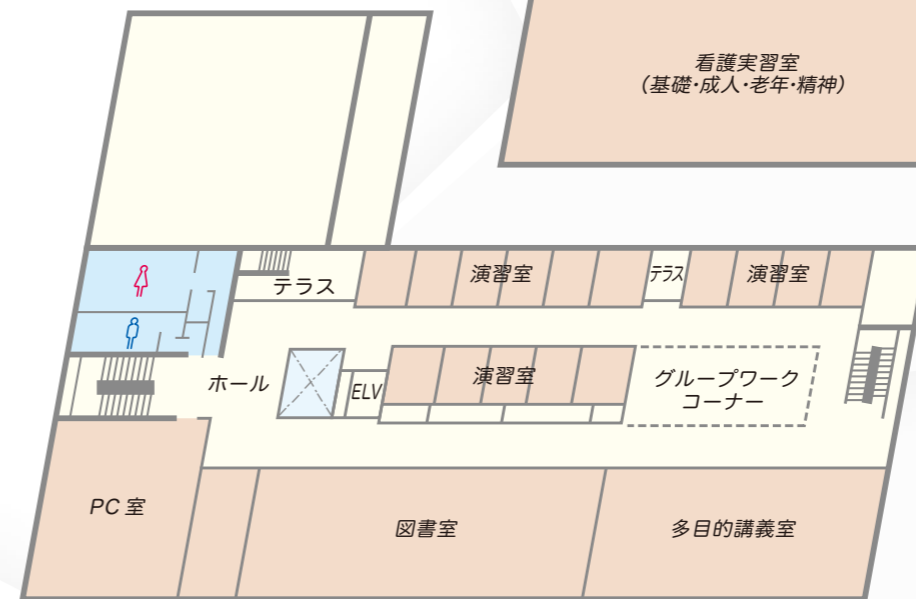 看護実習室
(基礎・成人・老年・精神)
テラス
演習室
テラス
演習室
ホール
ELV
演習室
グループワーク
コーナー
PC 室
図書室
多目的講義室